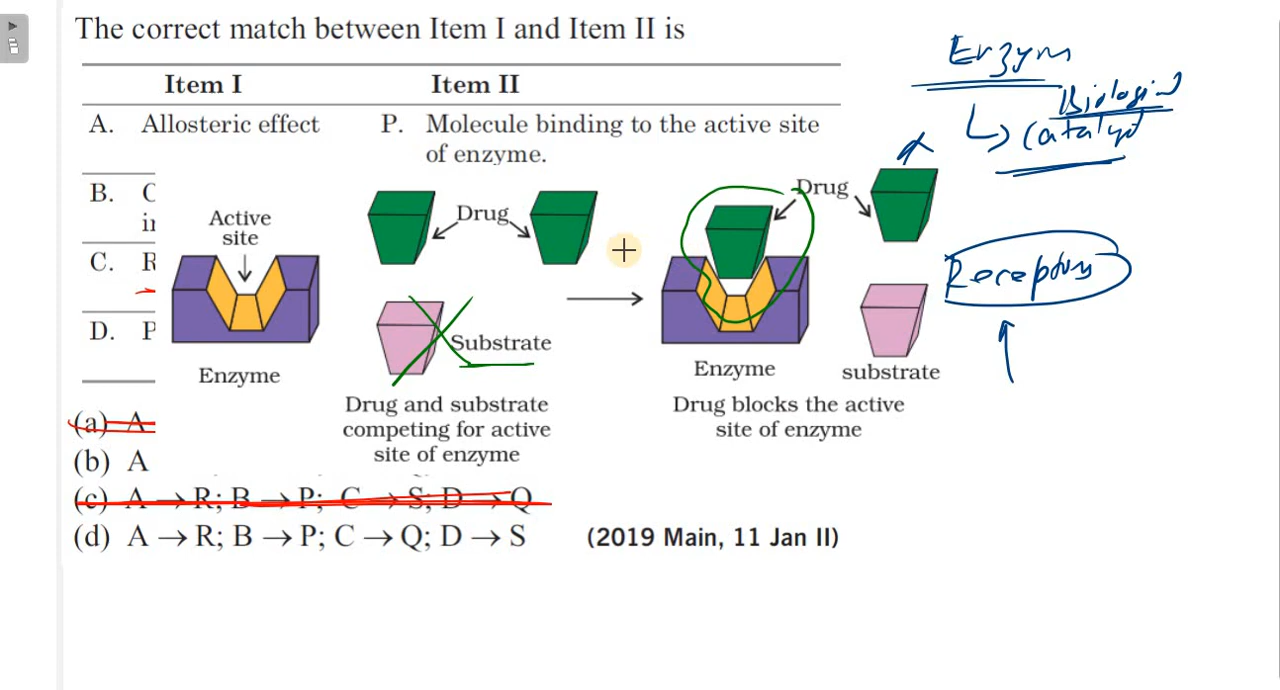 The correct match between Item I and Item II is
Item I Item II
A. Allosteric effect P. Molecule binding to the active site
of enzyme.
B. C
in
C. R
D. P
Active
site
Enzyme
Drug
Substrate
Drug and substrate
competing for active
site of enzyme
Drug
Enzyme
substrate
Drug blocks the active
site of enzyme
(a) A
(b) A
(c) A → R; B → P; C → S; D → Q
(d) A → R; B → P; C → Q; D → S (2019 Main, 11 Jan II)
Enzym
Catalyst
Receptors